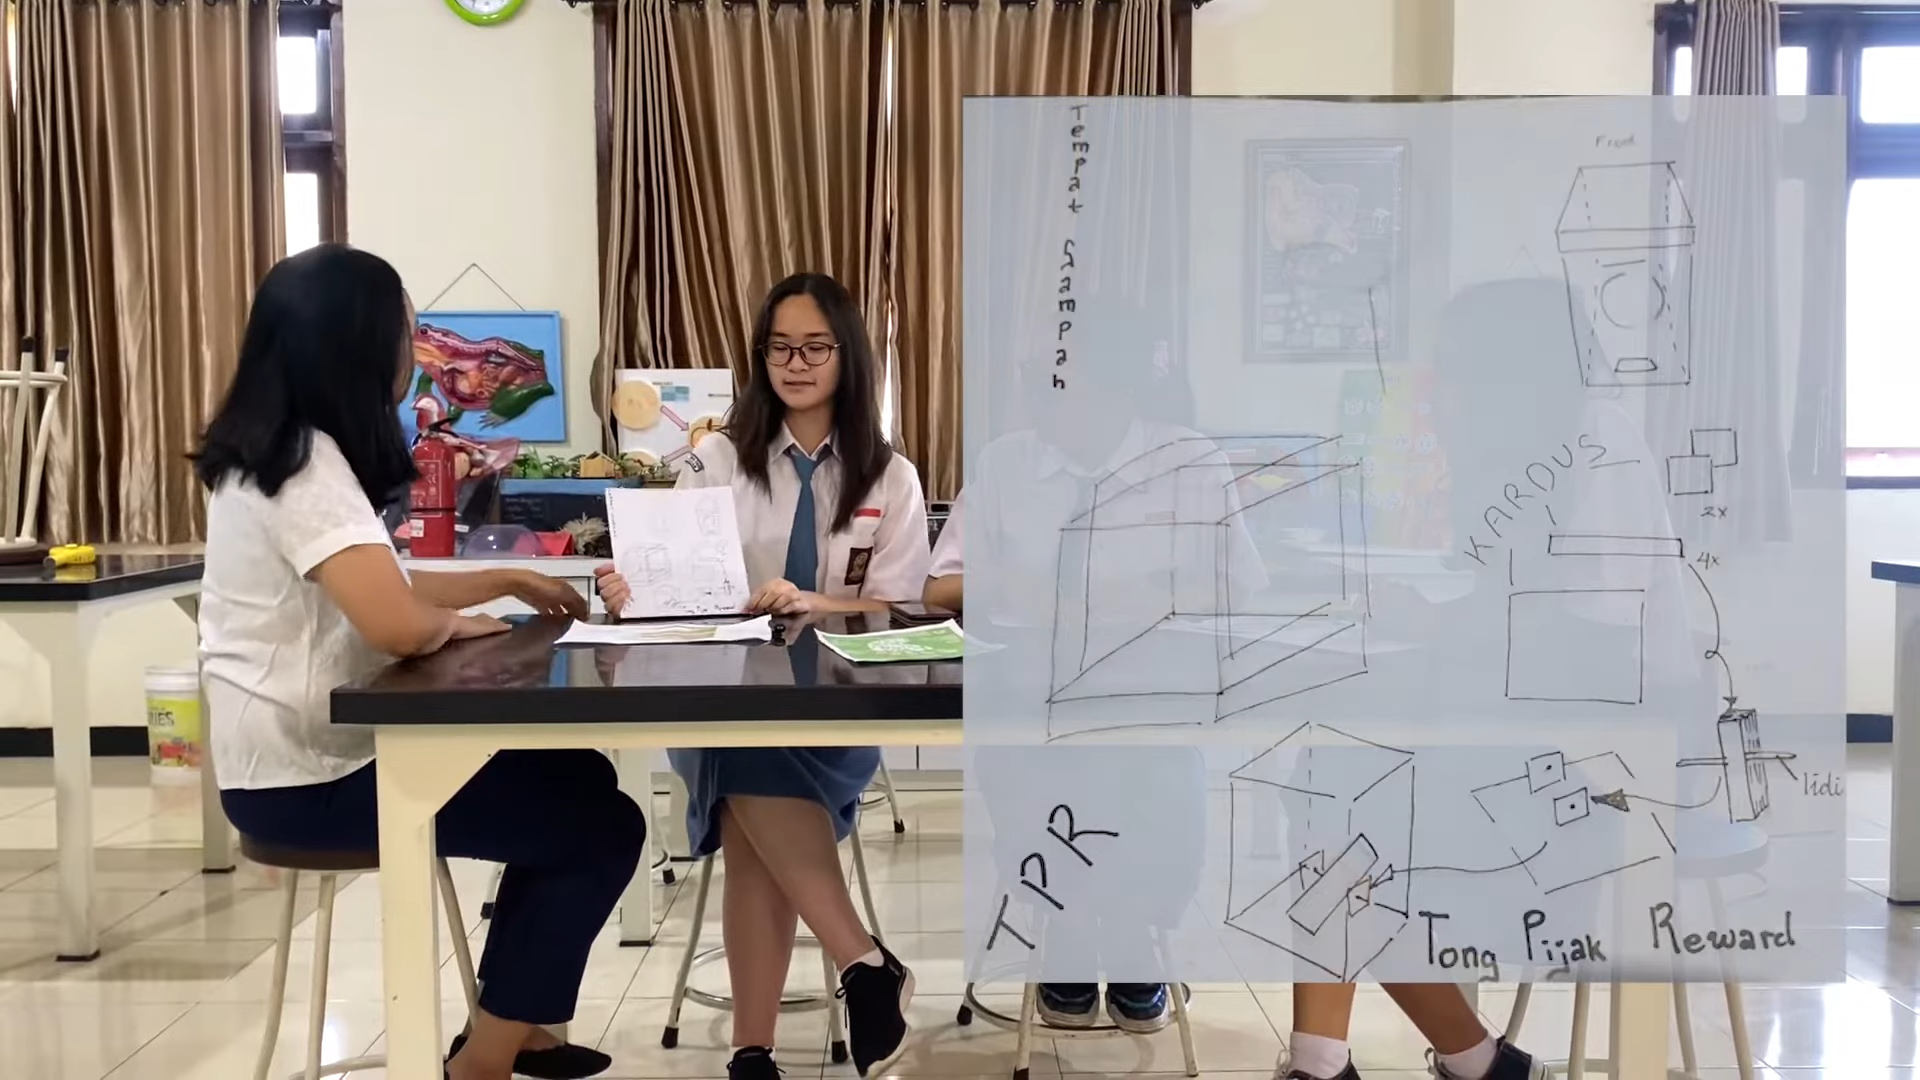 Tempat Sampah
Front
KARDUS
2x
4x
lidi
TPR
Tong Pijak Reward